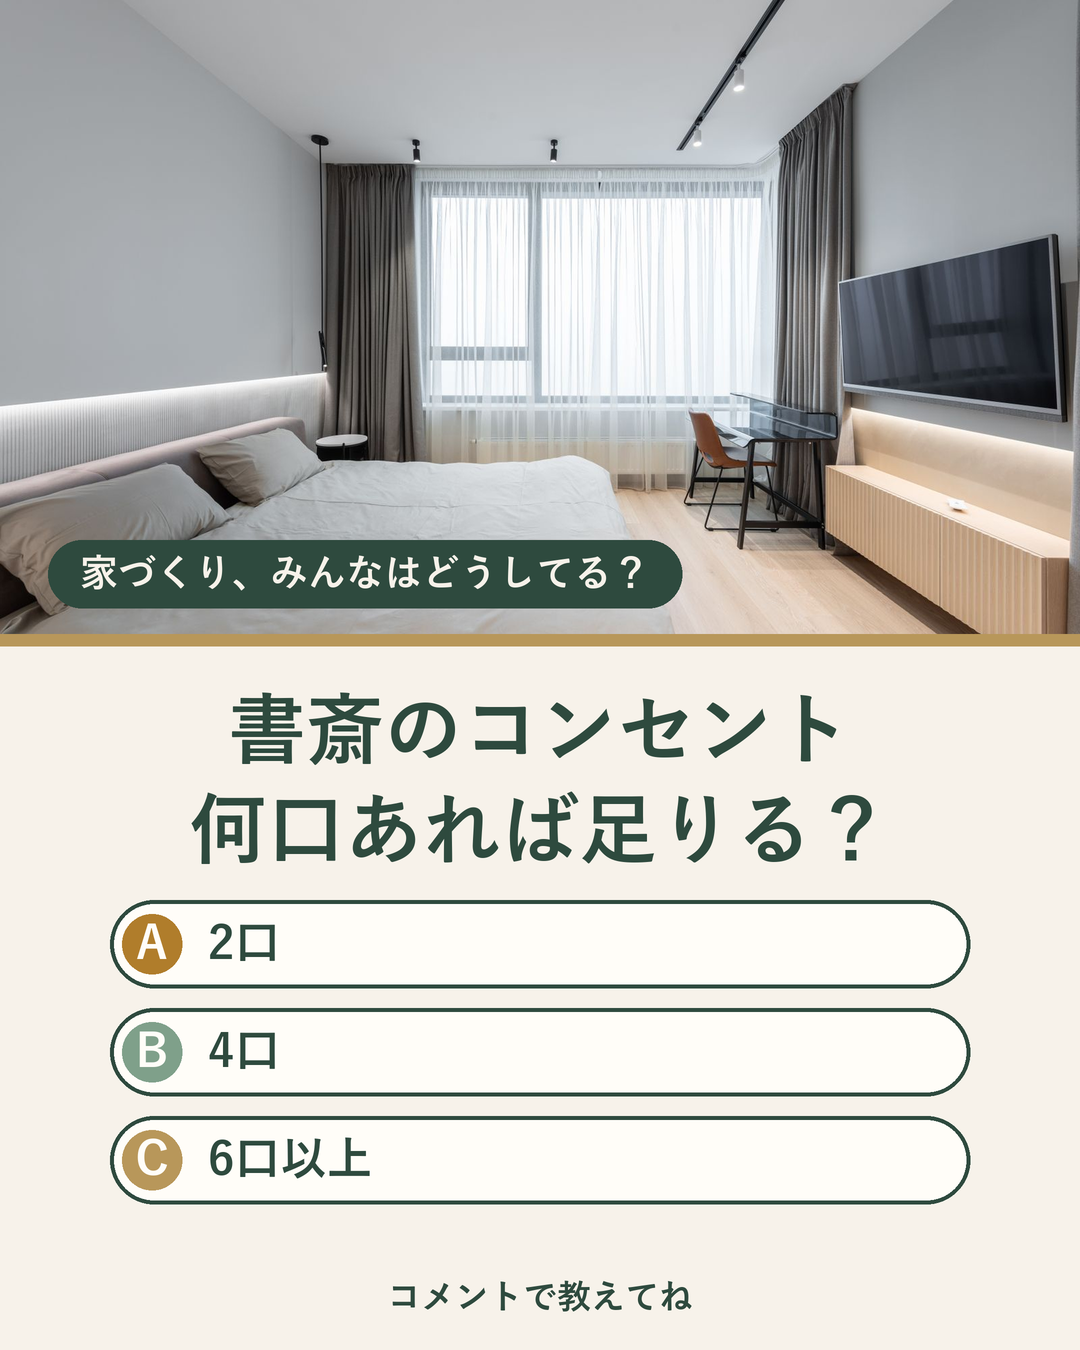 家づくり、みんなはどうしてる？
書斎のコンセント
何口あれば足りる？
A 2口
B 4口
C 6口以上
コメントで教えてね